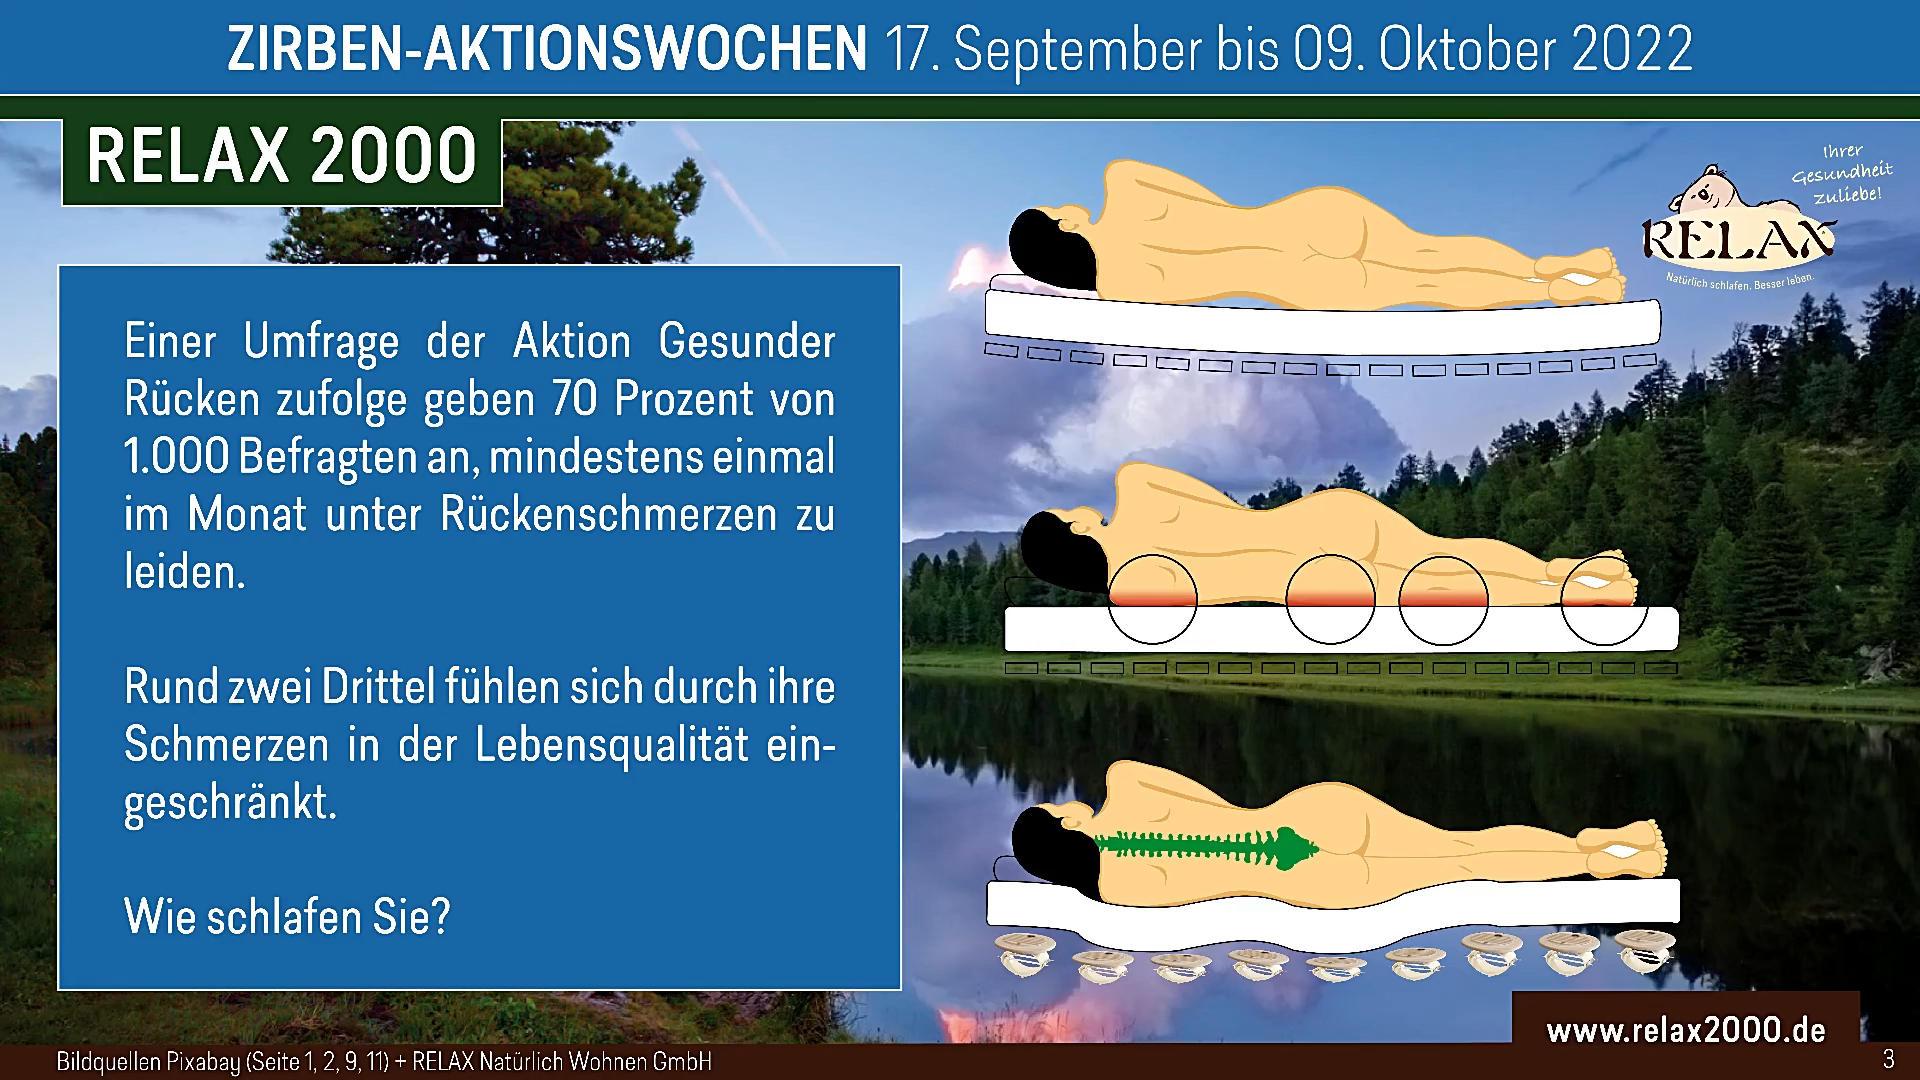 ZIRBEN-AKTIONSWOCHEN 17. September bis 09. Oktober 2022
RELAX 2000
Ihrer
Gesundheit
zuliebe!
RELAX
Natürlich schlafen. Besser leben.
Einer Umfrage der Aktion Gesunder
Rücken zufolge geben 70 Prozent von
1.000 Befragten an, mindestens einmal
im Monat unter Rückenschmerzen zu
leiden.
Rund zwei Drittel fühlen sich durch ihre
Schmerzen in der Lebensqualität ein-
geschränkt.
Wie schlafen Sie?
www.relax2000.de
Bildquellen Pixabay (Seite 1, 2, 9, 11) + RELAX Natürlich Wohnen GmbH
3